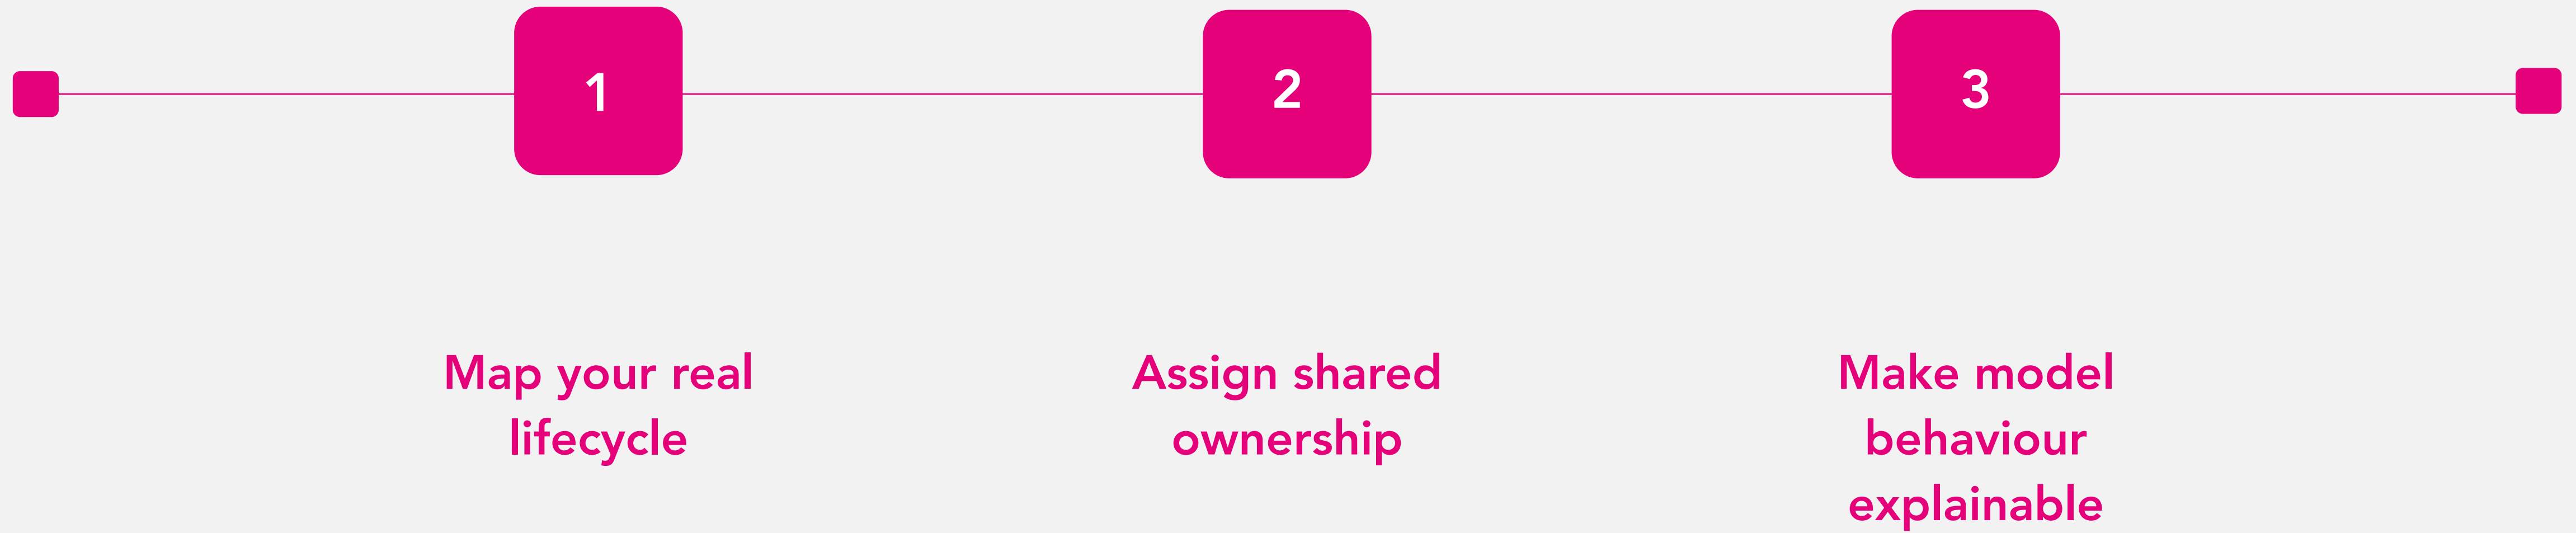 1
2
3
Map your real
lifecycle
Assign shared
ownership
Make model
behaviour
explainable